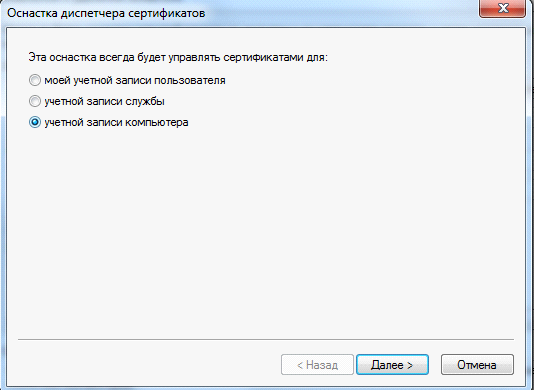 Оснастка диспетчера сертификатов
Эта оснастка всегда будет управлять сертификатами для:
моей учетной записи пользователя
учетной записи службы
учетной записи компьютера
< Назад
Далее >
Отмена